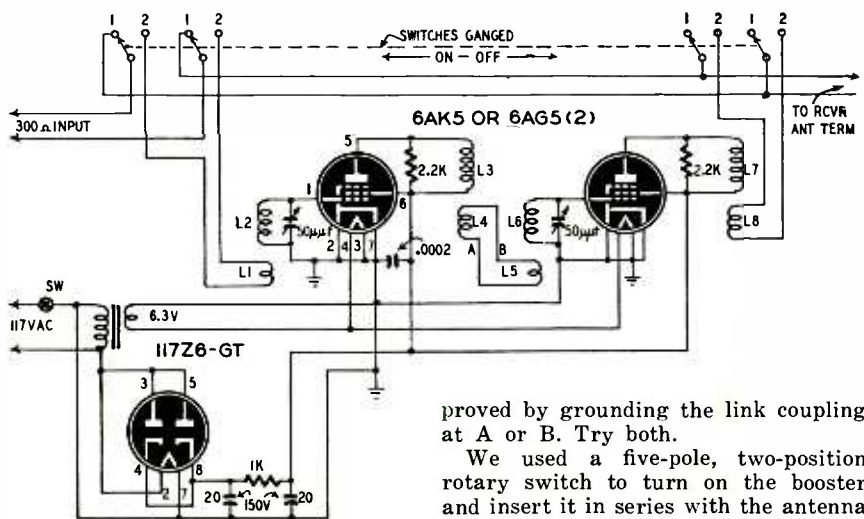 1 2 1 2 1 2 1 2
SWITCHES GANGED
ON - OFF
300Ω INPUT
6AK5 OR 6AG5(2)
TO RCVR
ANT TERM
5
2.2K
L3
2.2K
L7
1
L2
50μμf
6
L4
L6
50μμf
L8
2 4 3 7
.0002
A B
L1
L5
SW
117VAC
6.3V
117Z6-GT
3 5
4 2 7 8
1K
20 150V 20
proved by grounding the link coupling
at A or B. Try both.
We used a five-pole, two-position
rotary switch to turn on the booster
and insert it in series with the antenna